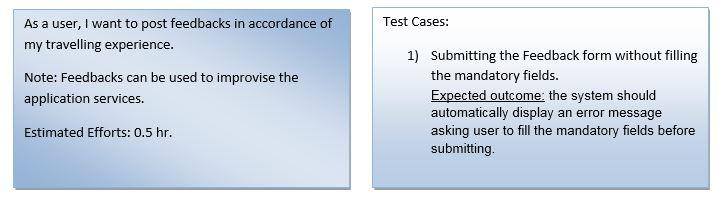 As a user, I want to post feedbacks in accordance of
my travelling experience.
Note: Feedbacks can be used to improvise the
application services.
Estimated Efforts: 0.5 hr.
Test Cases:
1) Submitting the Feedback form without filling
the mandatory fields.
Expected outcome: the system should
automatically display an error message
asking user to fill the mandatory fields before
submitting.